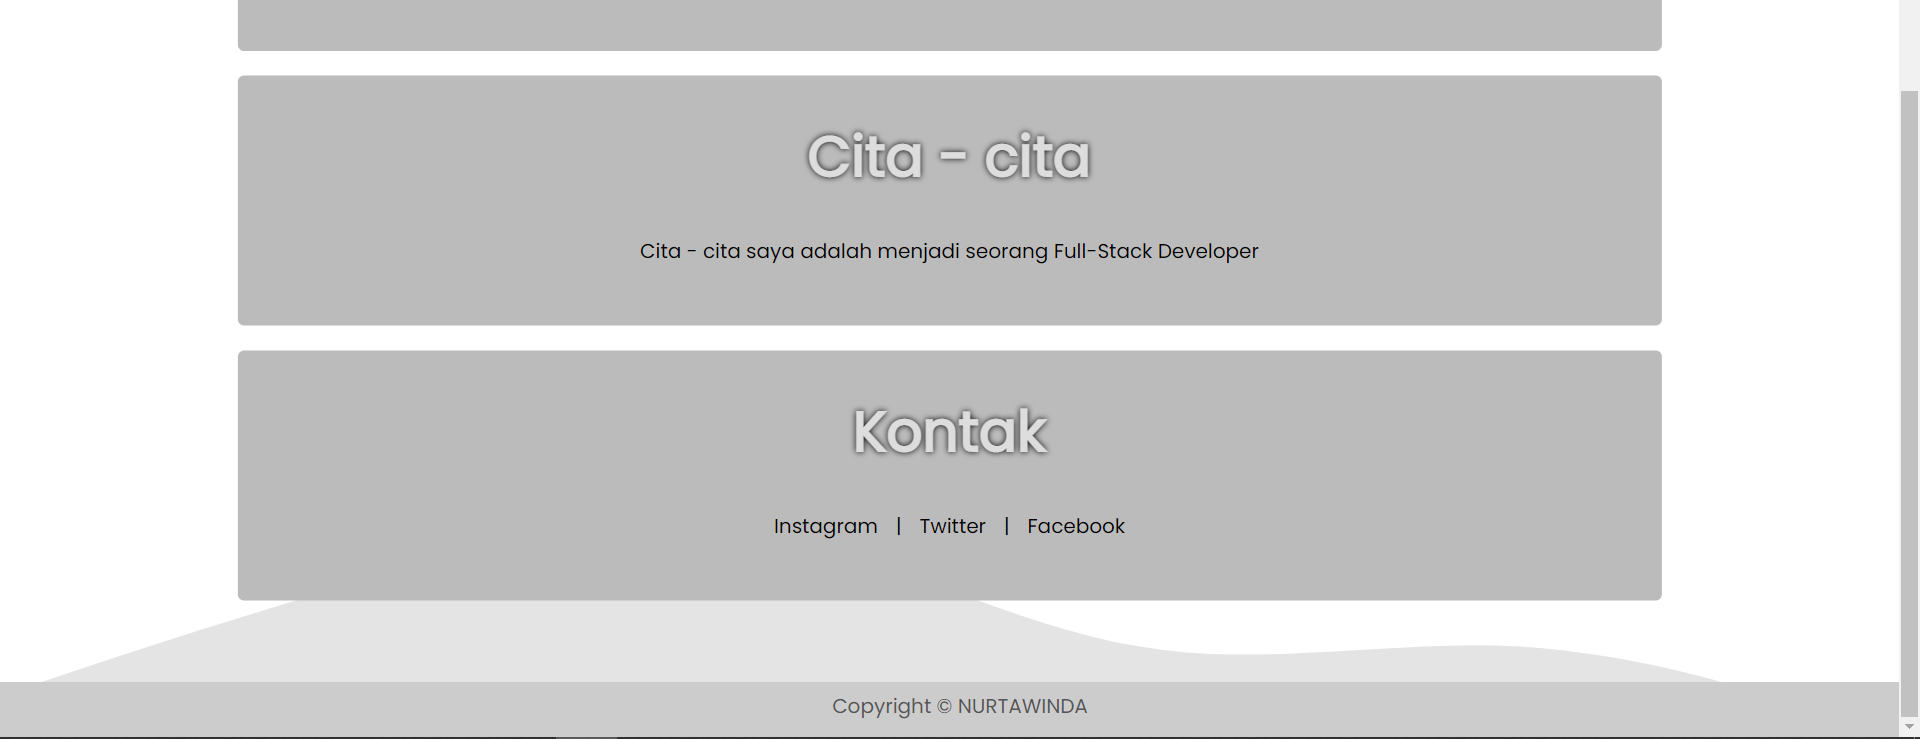 Cita - cita
Cita - cita saya adalah menjadi seorang Full-Stack Developer
Kontak
Instagram | Twitter | Facebook
Copyright © NURTAWINDA